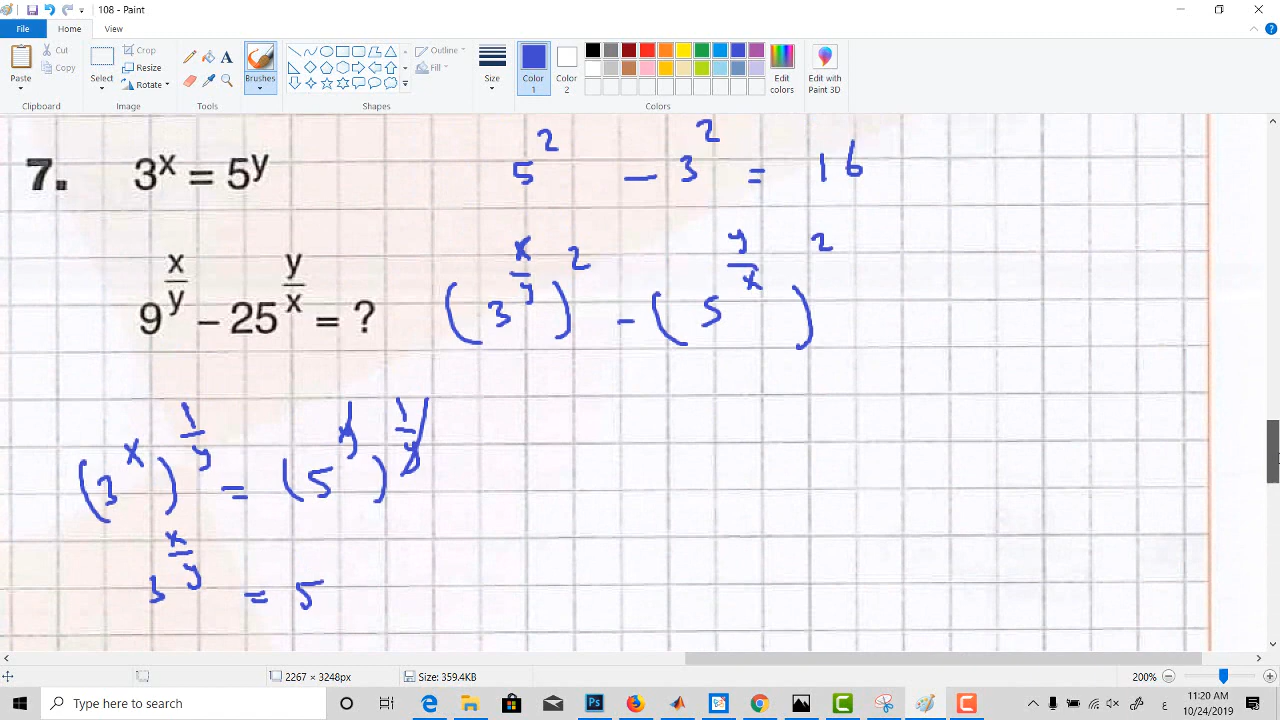 108 - Paint
File Home View
Paste Cut Copy Select Crop Resize Rotate Brushes Outline Fill Size Color 1 Color 2 Edit colors Edit with Paint 3D
Clipboard Image Tools Shapes Colors
5^2 - 3^2 = 16
7. 3^x = 5^y
(3^(x/y))^2 - (5^(y/x))^2
9^(x/y) - 25^(y/x) = ?
(3^x)^(1/y) = (5^y)^(1/y)
3^(x/y) = 5
2267 × 3248px Size: 359.4KB 200%
Type here to search 11:20 AM
10/24/2019